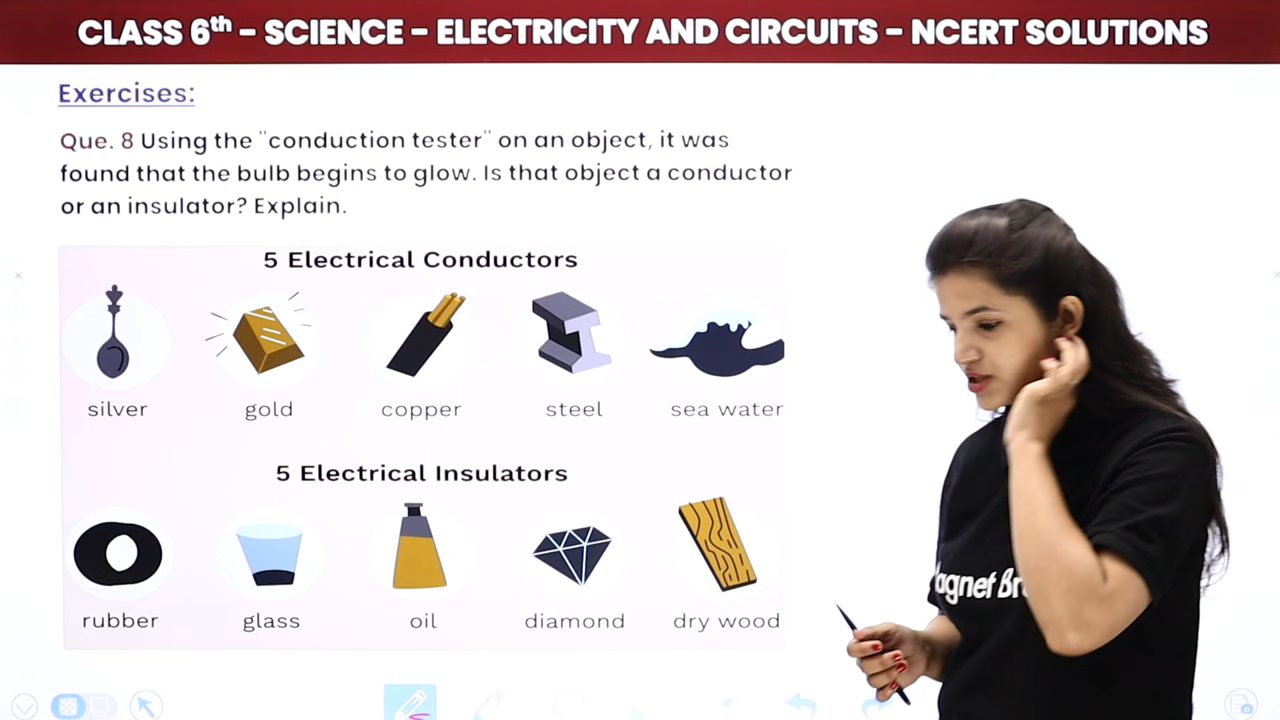 CLASS 6th – SCIENCE – ELECTRICITY AND CIRCUITS – NCERT SOLUTIONS
Exercises:
Que. 8 Using the "conduction tester" on an object, it was
found that the bulb begins to glow. Is that object a conductor
or an insulator? Explain.
5 Electrical Conductors
silver gold copper steel sea water
5 Electrical Insulators
rubber glass oil diamond dry wood